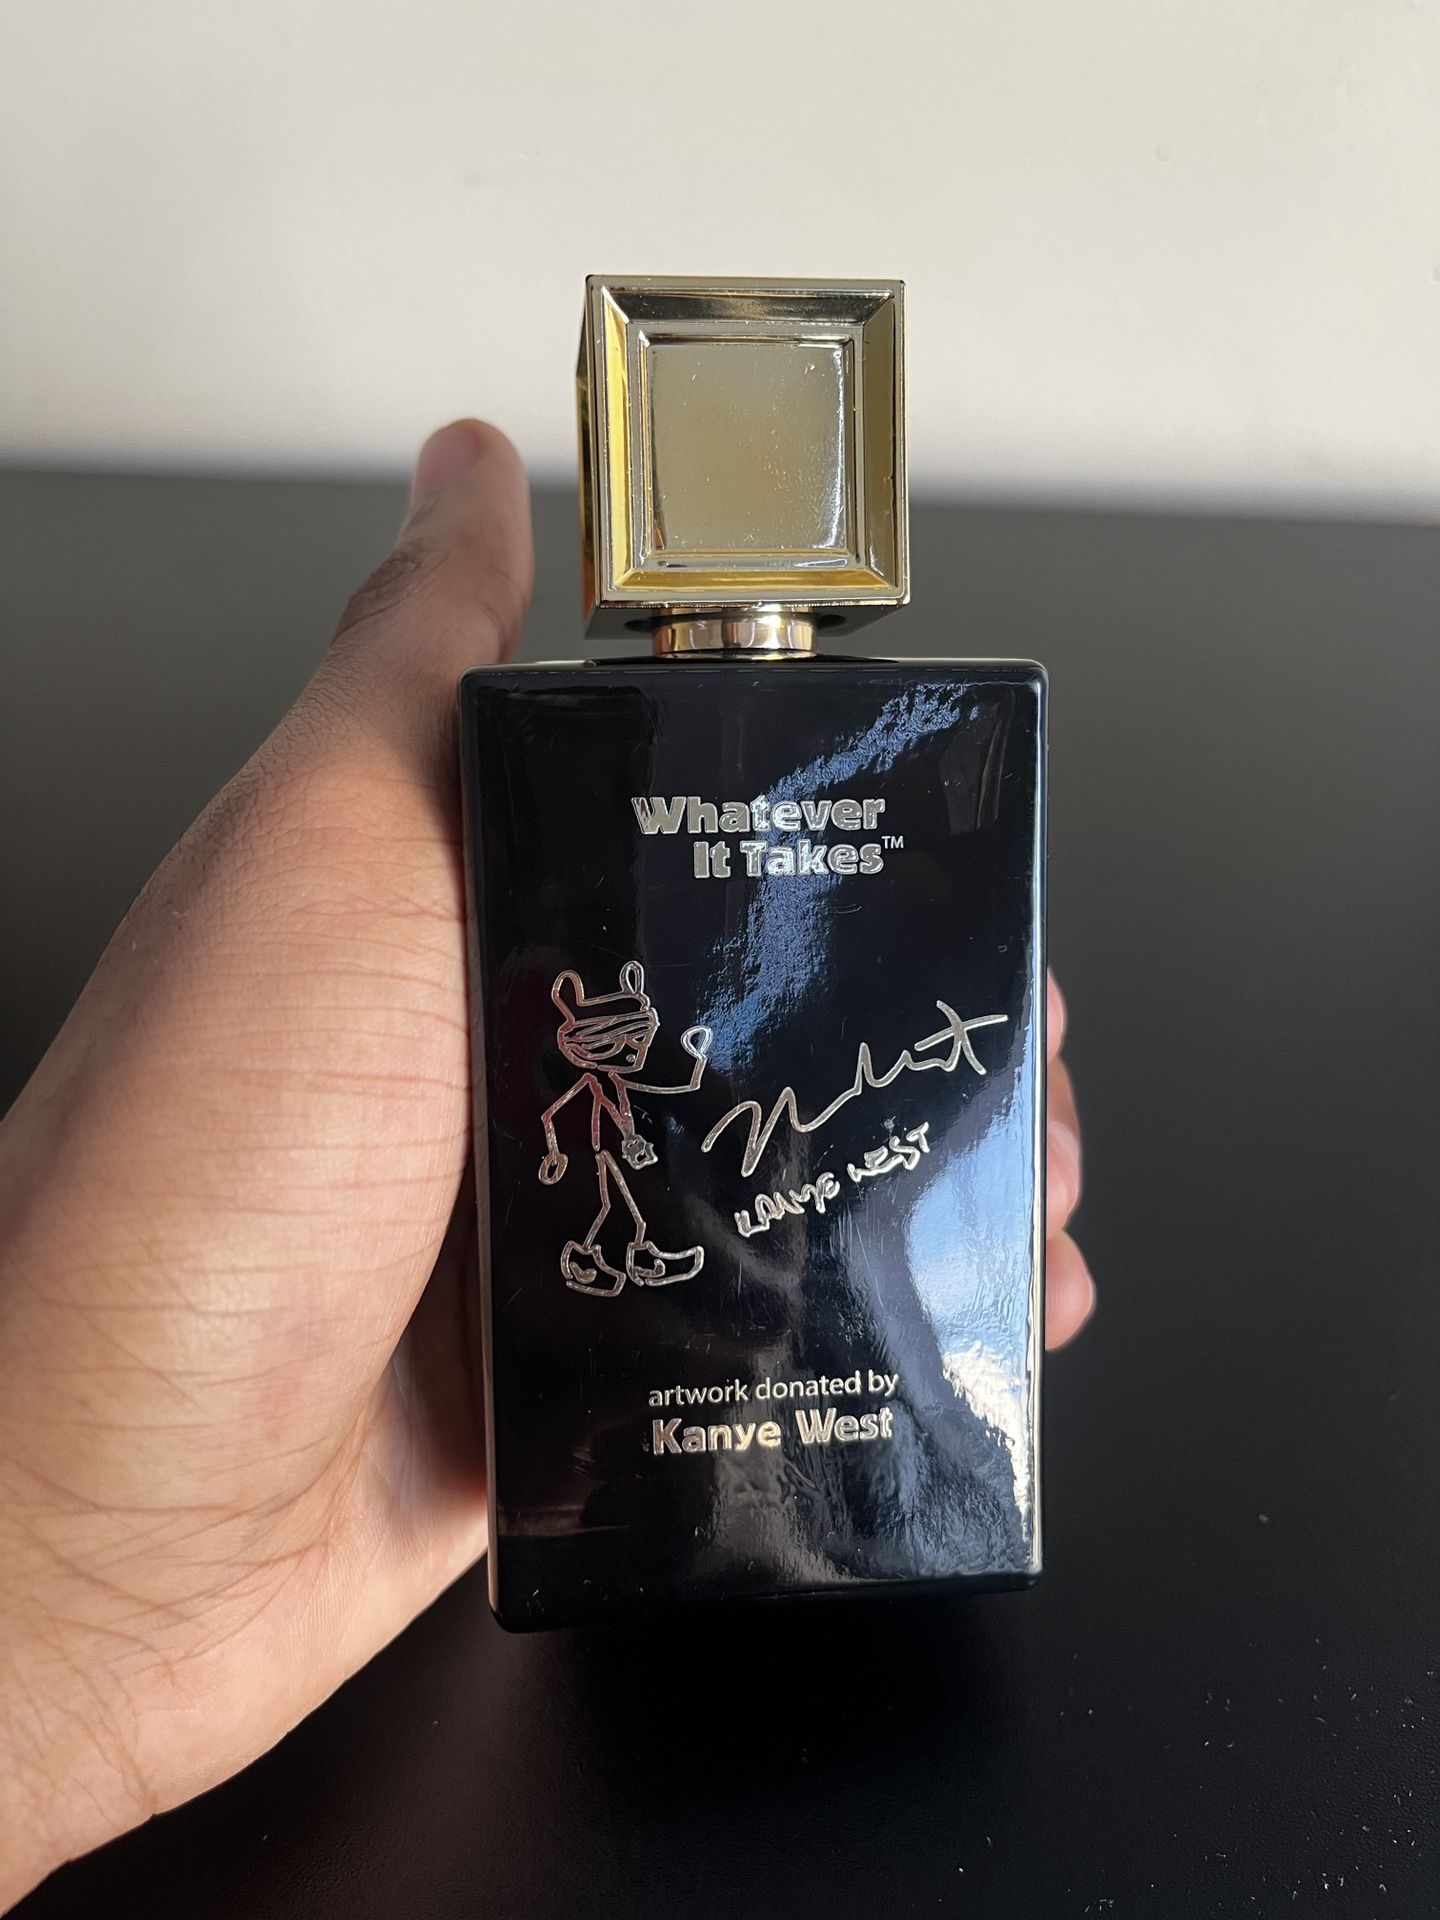 Whatever
It Takes™
KANYE WEST
artwork donated by
Kanye West